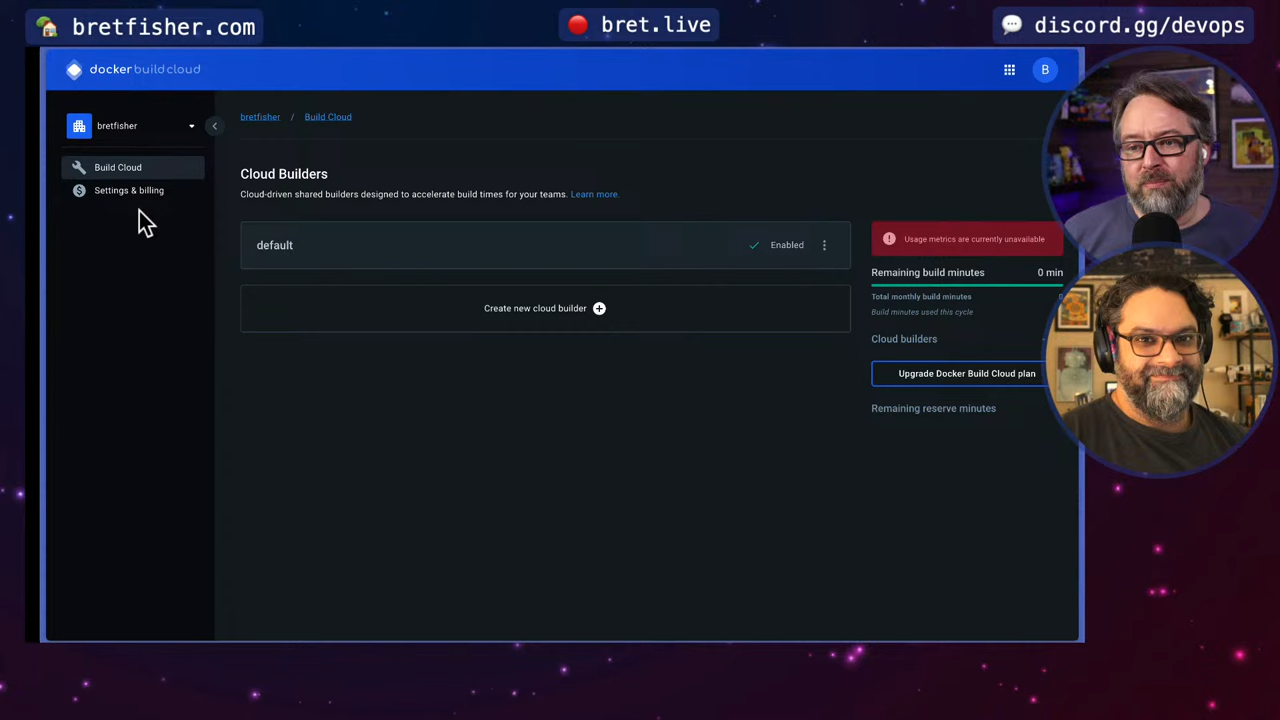 bretfisher.com
bret.live
discord.gg/devops
docker build cloud
B
bretfisher
Build Cloud
Settings & billing
bretfisher / Build Cloud
Cloud Builders
Cloud-driven shared builders designed to accelerate build times for your teams. Learn more.
default
Enabled
Create new cloud builder
Usage metrics are currently unavailable
Remaining build minutes 0 min
Total monthly build minutes
Build minutes used this cycle
Cloud builders
Upgrade Docker Build Cloud plan
Remaining reserve minutes